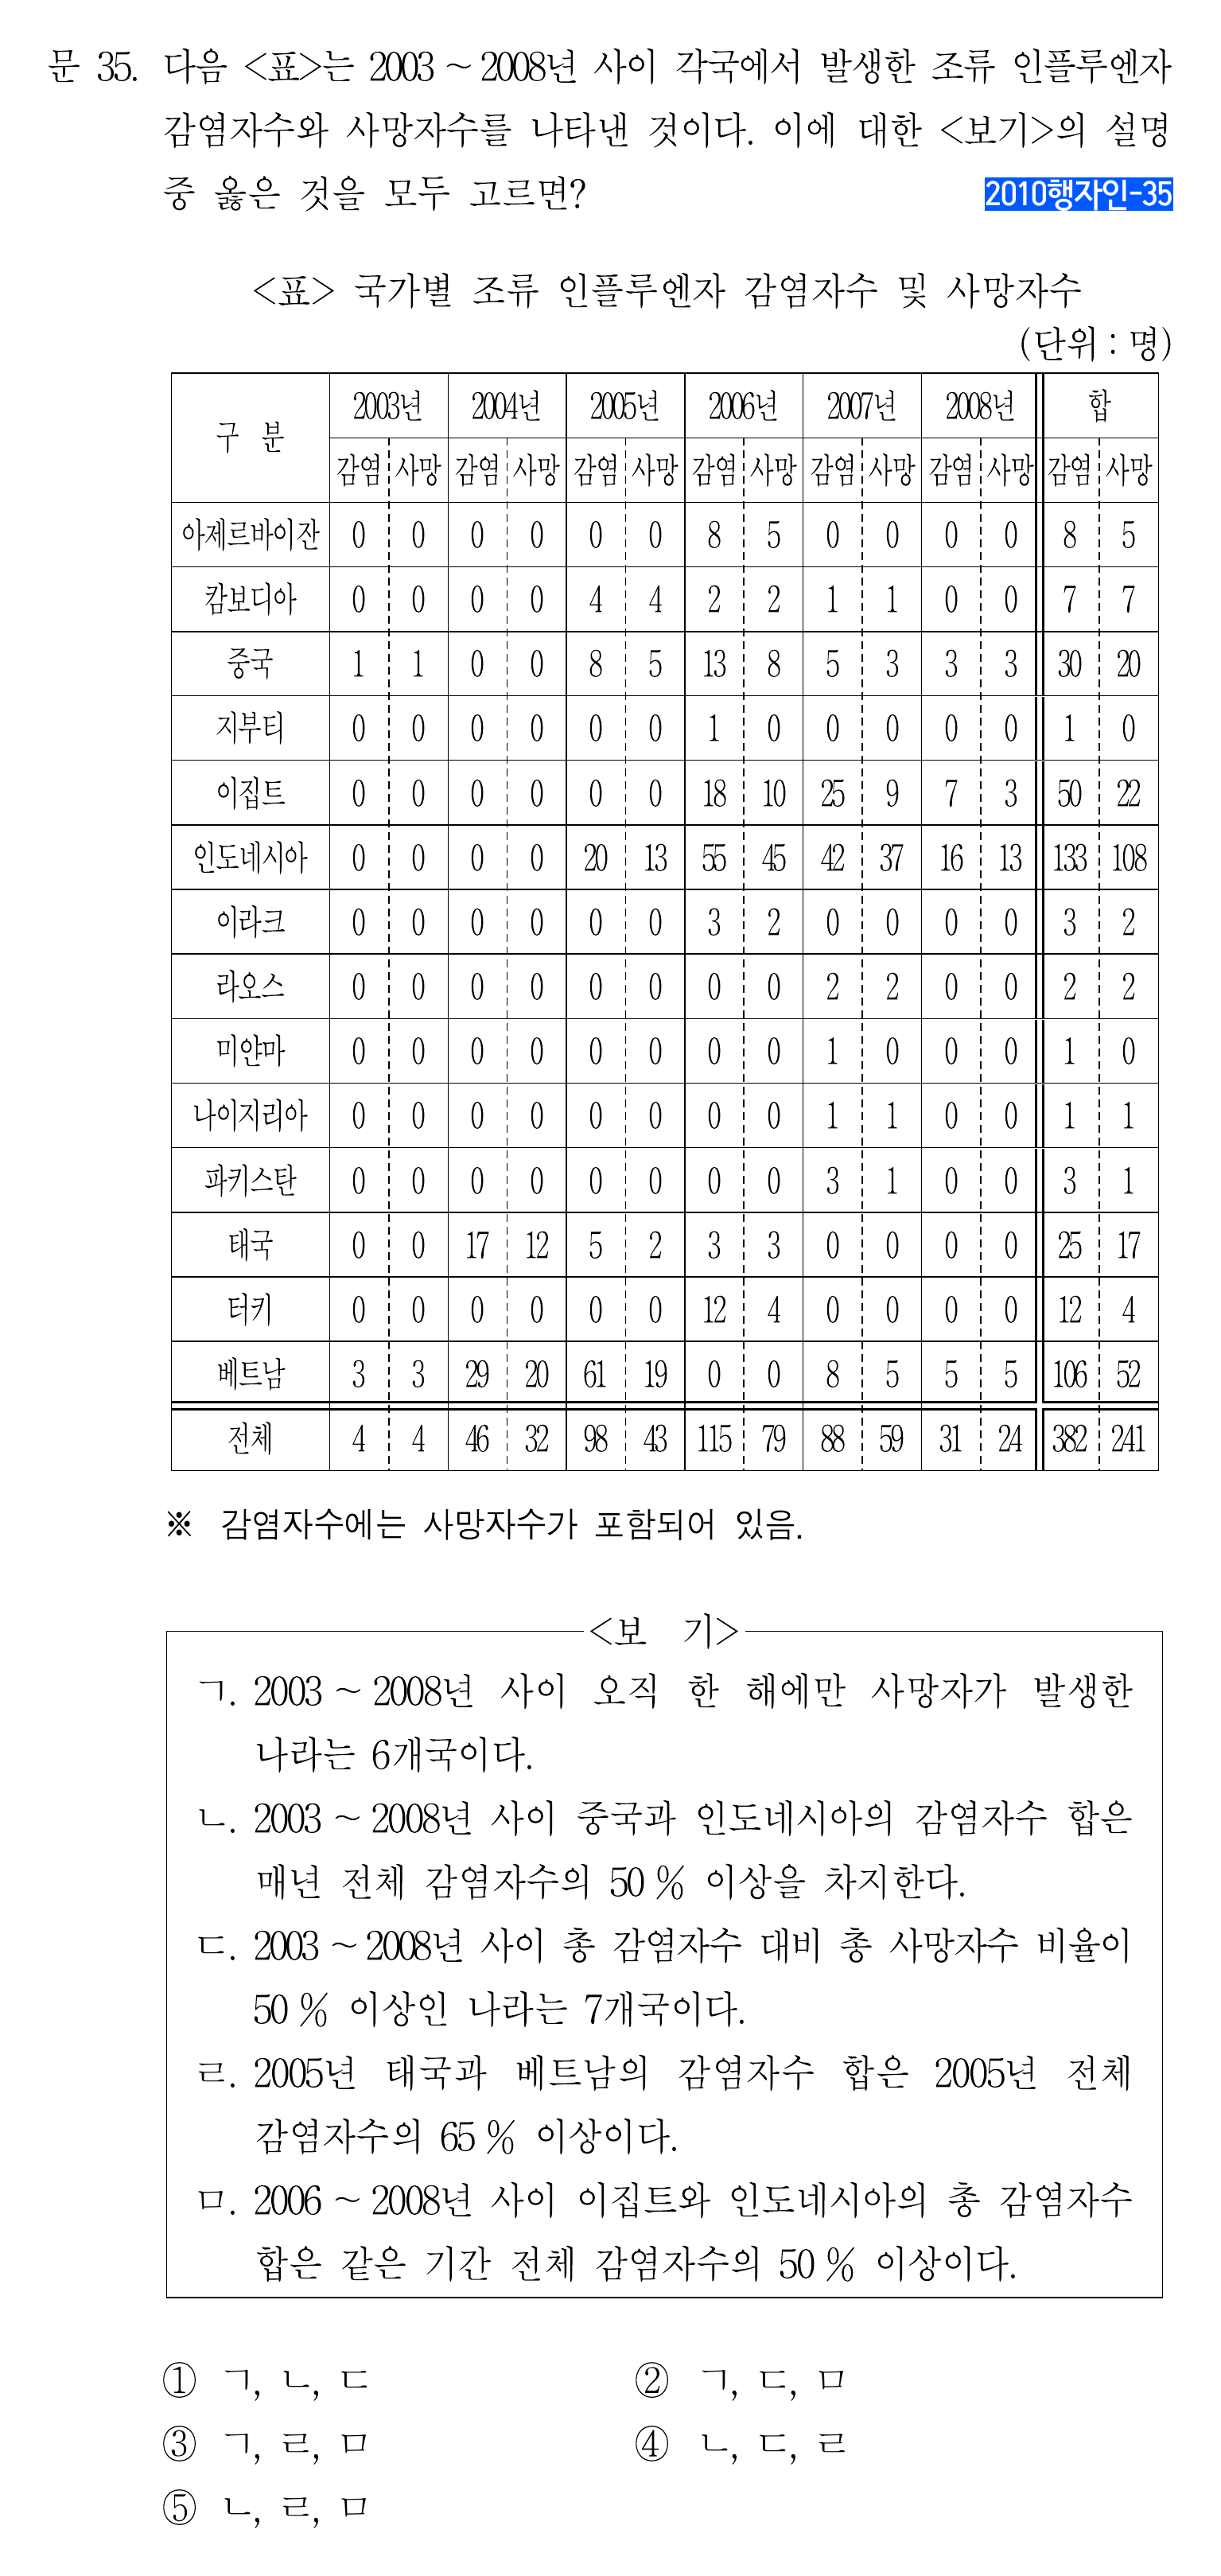 문 35. 다음 <표>는 2003 ~ 2008년 사이 각국에서 발생한 조류 인플루엔자
감염자수와 사망자수를 나타낸 것이다. 이에 대한 <보기>의 설명
중 옳은 것을 모두 고르면? 2010행자인-35
<표> 국가별 조류 인플루엔자 감염자수 및 사망자수
(단위 : 명)
구 분 2003년 2004년 2005년 2006년 2007년 2008년 합
감염 사망 감염 사망 감염 사망 감염 사망 감염 사망 감염 사망 감염 사망
아제르바이잔 0 0 0 0 0 0 8 5 0 0 0 0 8 5
캄보디아 0 0 0 0 4 4 2 2 1 1 0 0 7 7
중국 1 1 0 0 8 5 13 8 5 3 3 3 30 20
지부티 0 0 0 0 0 0 1 0 0 0 0 0 1 0
이집트 0 0 0 0 0 0 18 10 25 9 7 3 50 22
인도네시아 0 0 0 0 20 13 55 45 42 37 16 13 133 108
이라크 0 0 0 0 0 0 3 2 0 0 0 0 3 2
라오스 0 0 0 0 0 0 0 0 2 2 0 0 2 2
미얀마 0 0 0 0 0 0 0 0 1 0 0 0 1 0
나이지리아 0 0 0 0 0 0 0 0 1 1 0 0 1 1
파키스탄 0 0 0 0 0 0 0 0 3 1 0 0 3 1
태국 0 0 17 12 5 2 3 3 0 0 0 0 25 17
터키 0 0 0 0 0 0 12 4 0 0 0 0 12 4
베트남 3 3 29 20 61 19 0 0 8 5 5 5 106 52
전체 4 4 46 32 98 43 115 79 88 59 31 24 382 241
※ 감염자수에는 사망자수가 포함되어 있음.
<보 기>
ㄱ. 2003 ~ 2008년 사이 오직 한 해에만 사망자가 발생한
나라는 6개국이다.
ㄴ. 2003 ~ 2008년 사이 중국과 인도네시아의 감염자수 합은
매년 전체 감염자수의 50 % 이상을 차지한다.
ㄷ. 2003 ~ 2008년 사이 총 감염자수 대비 총 사망자수 비율이
50 % 이상인 나라는 7개국이다.
ㄹ. 2005년 태국과 베트남의 감염자수 합은 2005년 전체
감염자수의 65 % 이상이다.
ㅁ. 2006 ~ 2008년 사이 이집트와 인도네시아의 총 감염자수
합은 같은 기간 전체 감염자수의 50 % 이상이다.
① ㄱ, ㄴ, ㄷ ② ㄱ, ㄷ, ㅁ
③ ㄱ, ㄹ, ㅁ ④ ㄴ, ㄷ, ㄹ
⑤ ㄴ, ㄹ, ㅁ